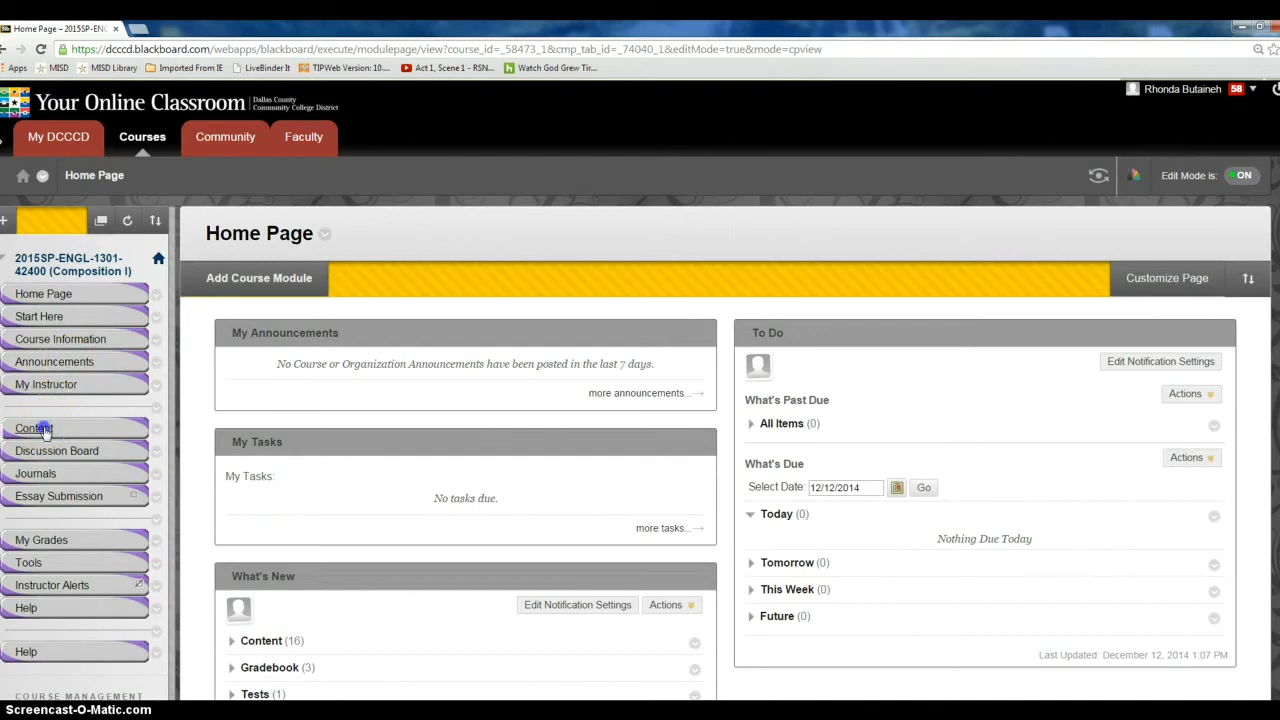 Home Page – 2015SP-ENG
https://dcccd.blackboard.com/webapps/blackboard/execute/modulepage/view?course_id=_58473_1&cmp_tab_id=_74040_1&editMode=true&mode=cpview
Apps MISD MISD Library Imported From IE LiveBinder It TIPWeb Version: 10.... Act 1, Scene 1 - RSN... Watch God Grew Tir...
Your Online Classroom
Dallas County
Community College District
Rhonda Butaineh 58
My DCCCD Courses Community Faculty
Home Page
Edit Mode is: ON
2015SP-ENGL-1301-
42400 (Composition I)
Home Page
Start Here
Course Information
Announcements
My Instructor
Content
Discussion Board
Journals
Essay Submission
My Grades
Tools
Instructor Alerts
Help
Help
COURSE MANAGEMENT
Home Page
Add Course Module
Customize Page
My Announcements
No Course or Organization Announcements have been posted in the last 7 days.
more announcements...
My Tasks
My Tasks:
No tasks due.
more tasks...
What's New
Edit Notification Settings Actions
Content (16)
Gradebook (3)
Tests (1)
To Do
Edit Notification Settings
Actions
What's Past Due
All Items (0)
Actions
What's Due
Select Date: 12/12/2014 Go
Today (0)
Nothing Due Today
Tomorrow (0)
This Week (0)
Future (0)
Last Updated: December 12, 2014 1:07 PM
Screencast-O-Matic.com